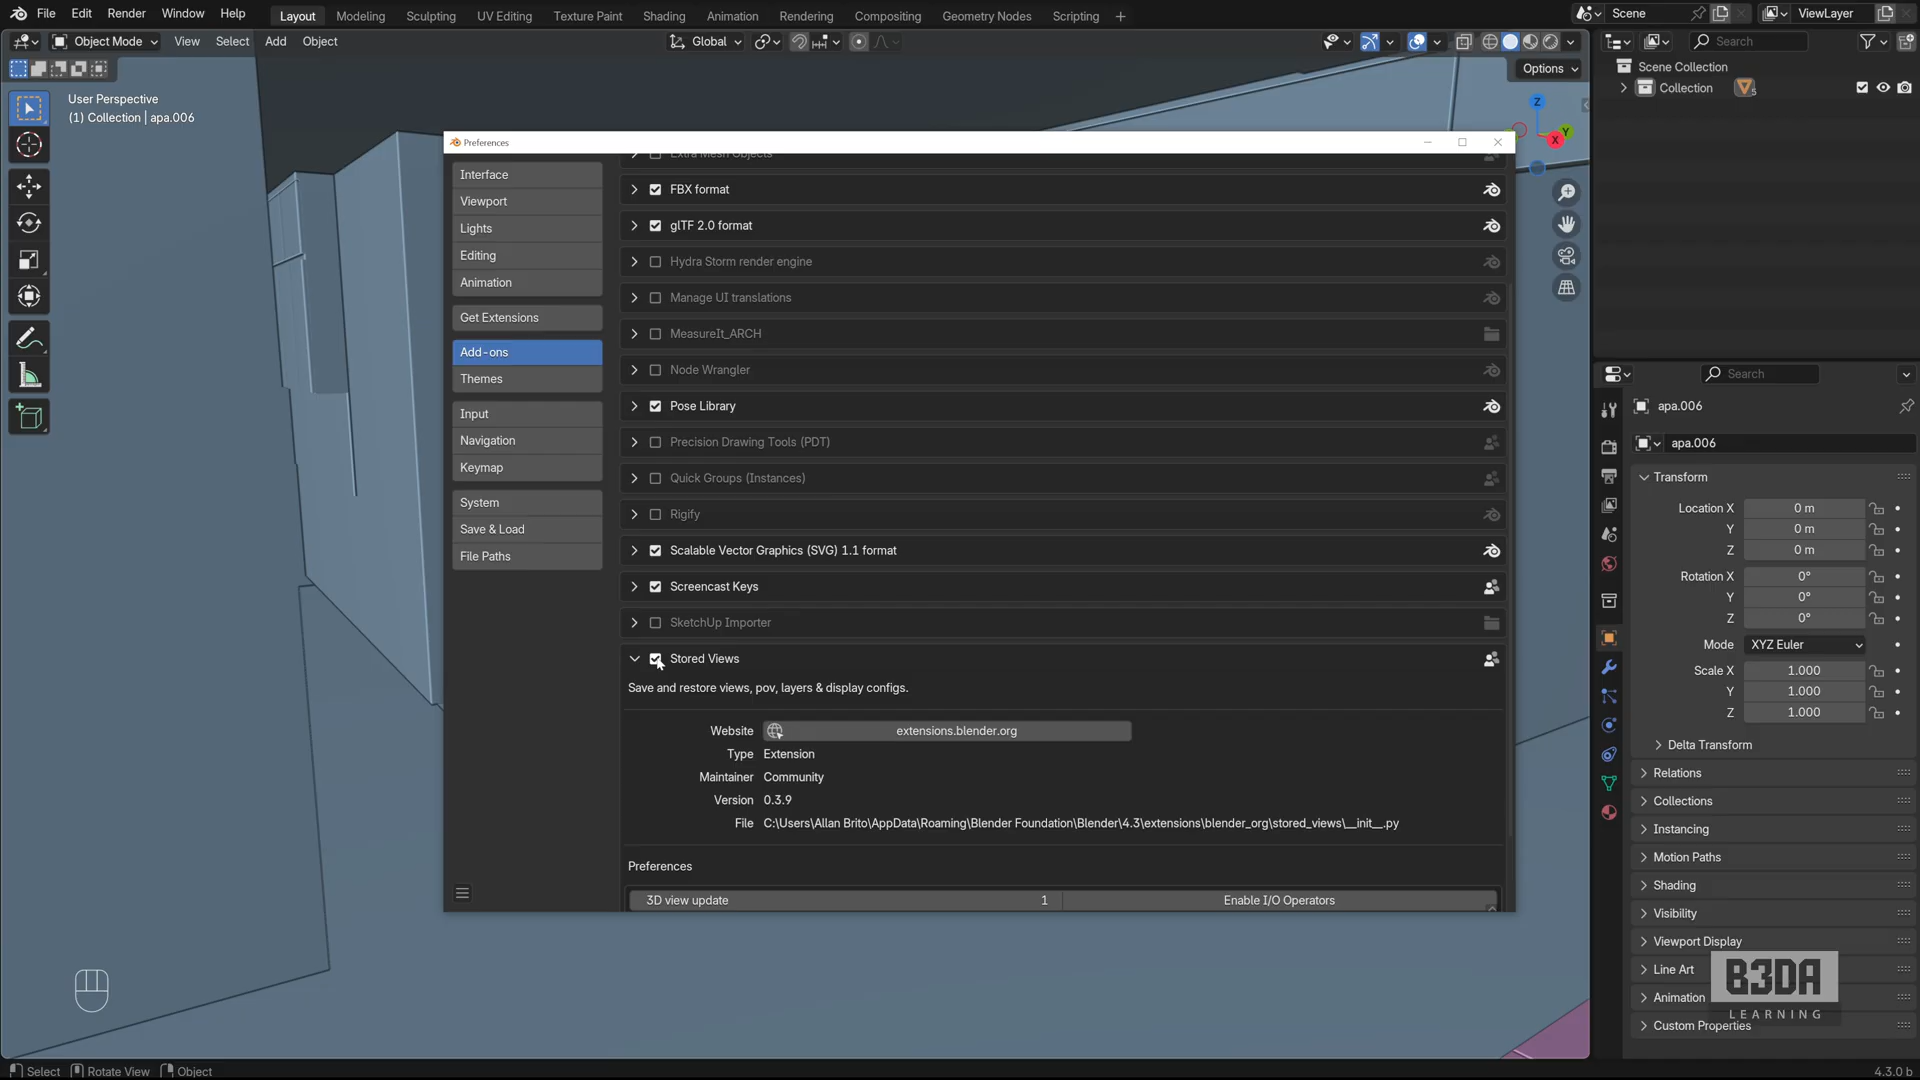 File Edit Render Window Help Layout Modeling Sculpting UV Editing Texture Paint Shading Animation Rendering Compositing Geometry Nodes Scripting Scene ViewLayer
Object Mode View Select Add Object Global Search
Options
User Perspective
(1) Collection | apa.006
Scene Collection
Collection 5
Z
Y
X
Preferences
Interface
Viewport
Lights
Editing
Animation
Get Extensions
Add-ons
Themes
Input
Navigation
Keymap
System
Save & Load
File Paths
Extra Mesh Objects
FBX format
glTF 2.0 format
Hydra Storm render engine
Manage UI translations
MeasureIt_ARCH
Node Wrangler
Pose Library
Precision Drawing Tools (PDT)
Quick Groups (Instances)
Rigify
Scalable Vector Graphics (SVG) 1.1 format
Screencast Keys
SketchUp Importer
Stored Views
Save and restore views, pov, layers & display configs.
Website extensions.blender.org
Type Extension
Maintainer Community
Version 0.3.9
File C:\Users\Allan Brito\AppData\Roaming\Blender Foundation\Blender\4.3\extensions\blender_org\stored_views\__init__.py
Preferences
3D view update 1 Enable I/O Operators
Search
apa.006
apa.006
Transform
Location X 0 m
Y 0 m
Z 0 m
Rotation X 0°
Y 0°
Z 0°
Mode XYZ Euler
Scale X 1.000
Y 1.000
Z 1.000
Delta Transform
Relations
Collections
Instancing
Motion Paths
Shading
Visibility
Viewport Display
Line Art
Animation
Custom Properties
B3DA
LEARNING
Select Rotate View Object 4.3.0 b